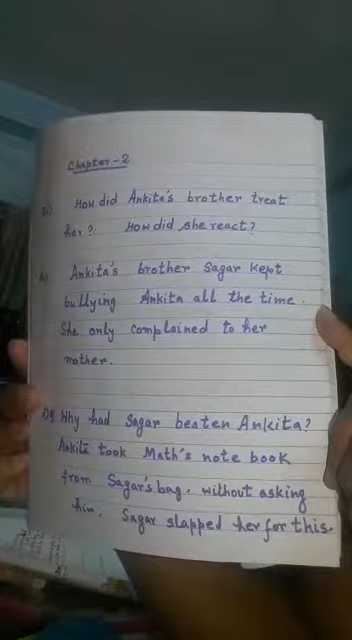 Chapter-2
Q1) How did Ankita's brother treat
her? How did she react?
A) Ankita's brother Sagar kept
bullying Ankita all the time.
She only complained to her
mother.
Why had Sagar beaten Ankita?
Ankita took Math's note book
from Sagar's bag, without asking
him. Sagar slapped her for this.